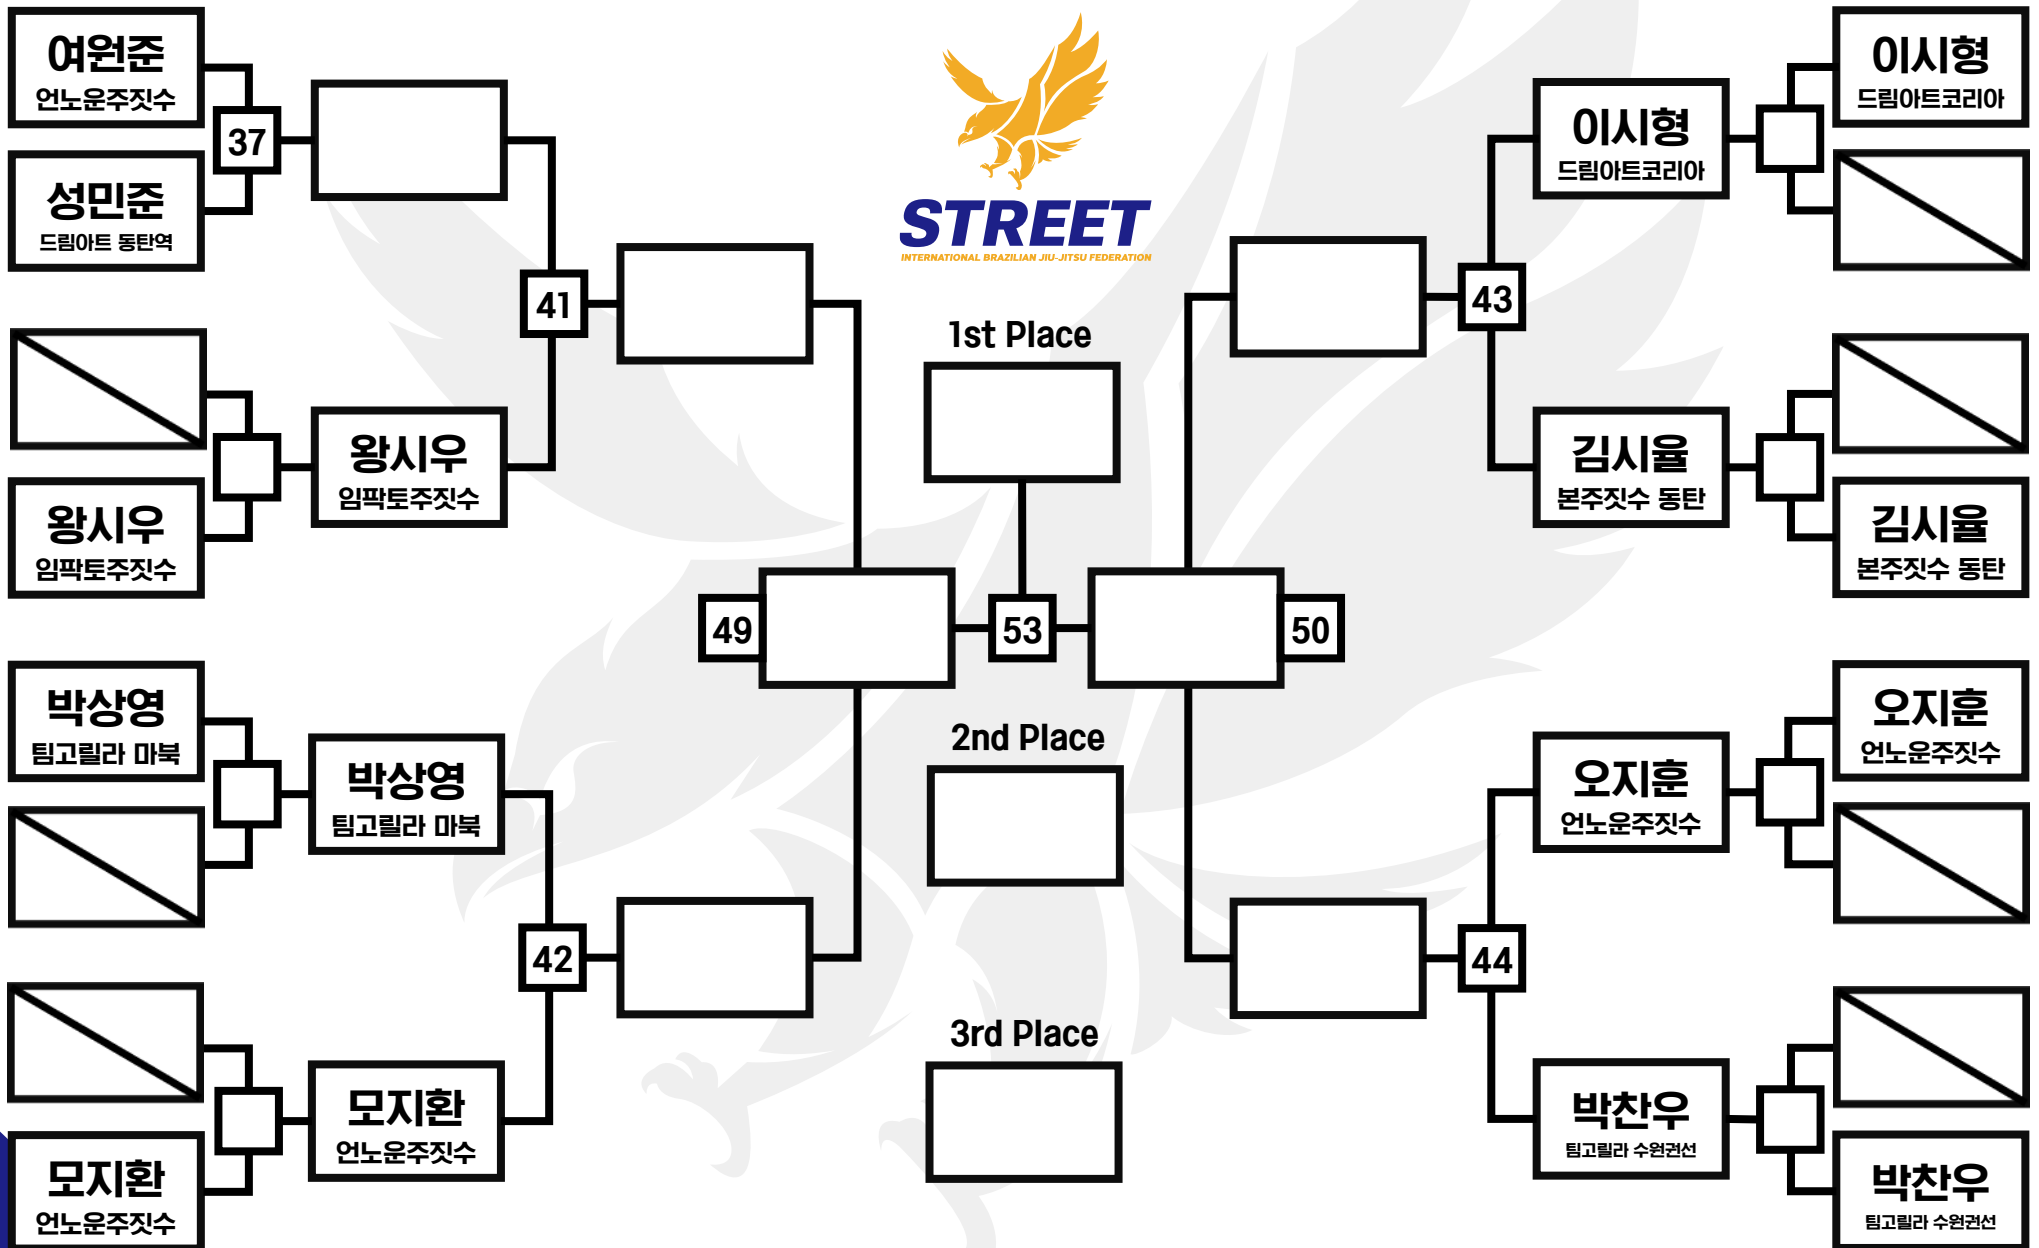 여원준
언노운주짓수
37
성민준
드림아트 동탄역
41
왕시우
임팍토주짓수
왕시우
임팍토주짓수
박상영
팀고릴라 마북
박상영
팀고릴라 마북
42
모지환
언노운주짓수
모지환
언노운주짓수
STREET
INTERNATIONAL BRAZILIAN JIU-JITSU FEDERATION
1st Place
49
53
50
2nd Place
3rd Place
이시형
드림아트코리아
이시형
드림아트코리아
43
김시율
본주짓수 동탄
김시율
본주짓수 동탄
오지훈
언노운주짓수
오지훈
언노운주짓수
44
박찬우
팀고릴라 수원권선
박찬우
팀고릴라 수원권선